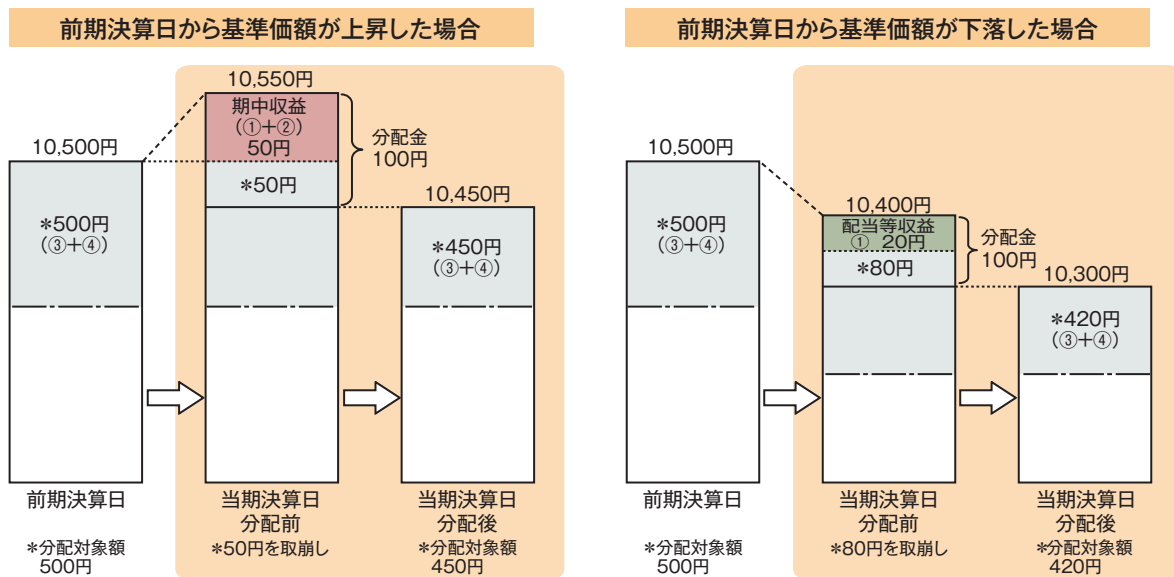 前期決算日から基準価額が上昇した場合
10,550円
期中収益
(①+②)
50円
分配金
100円
10,500円
*50円
10,450円
*500円
(③+④)
*450円
(③+④)
前期決算日
当期決算日
分配前
当期決算日
分配後
*分配対象額
500円
*50円を取崩し
*分配対象額
450円
前期決算日から基準価額が下落した場合
10,500円
10,400円
*500円
(③+④)
配当等収益
① 20円
分配金
100円
*80円
10,300円
*420円
(③+④)
前期決算日
当期決算日
分配前
当期決算日
分配後
*分配対象額
500円
*80円を取崩し
*分配対象額
420円